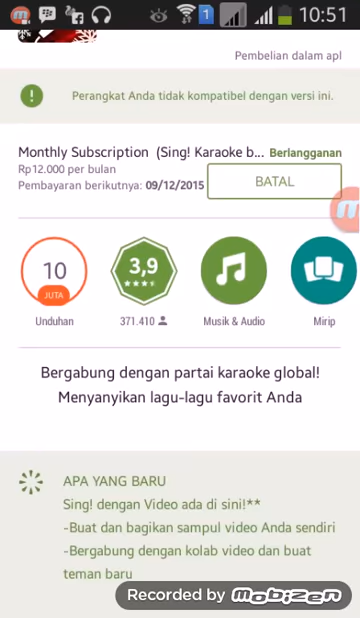 10:51
Pembelian dalam apl
Perangkat Anda tidak kompatibel dengan versi ini.
Monthly Subscription (Sing! Karaoke b... Berlangganan
Rp12.000 per bulan
Pembayaran berikutnya: 09/12/2015
BATAL
10
JUTA
3,9
Unduhan
371.410
Musik & Audio
Mirip
Bergabung dengan partai karaoke global!
Menyanyikan lagu-lagu favorit Anda
APA YANG BARU
Sing! dengan Video ada di sini!**
-Buat dan bagikan sampul video Anda sendiri
-Bergabung dengan kolab video dan buat
teman baru
Recorded by mobizen